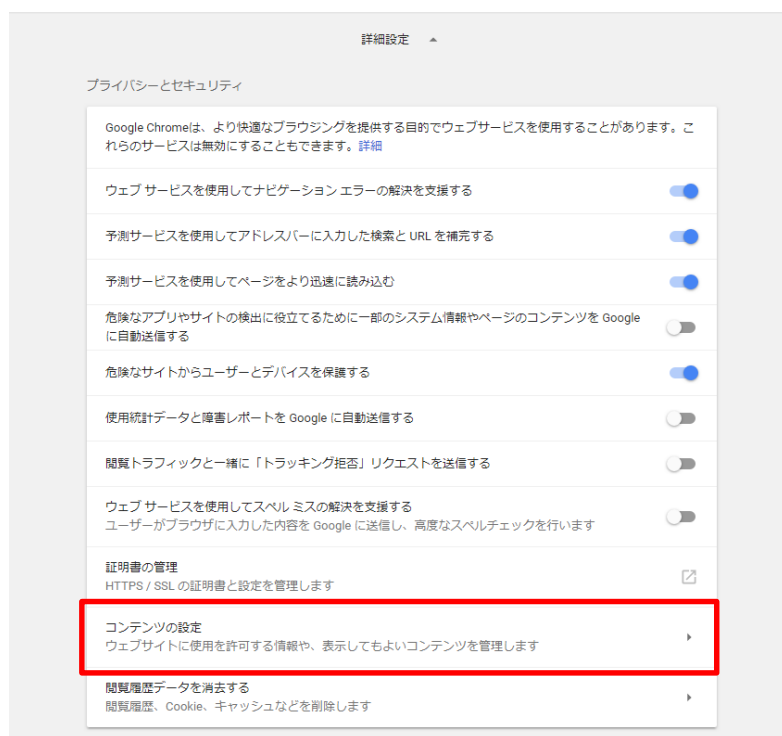 詳細設定
プライバシーとセキュリティ
Google Chromeは、より快適なブラウジングを提供する目的でウェブサービスを使用することがあります。こ
れらのサービスは無効にすることもできます。詳細
ウェブ サービスを使用してナビゲーション エラーの解決を支援する
予測サービスを使用してアドレスバーに入力した検索と URL を補完する
予測サービスを使用してページをより迅速に読み込む
危険なアプリやサイトの検出に役立てるために一部のシステム情報やページのコンテンツを Google
に自動送信する
危険なサイトからユーザーとデバイスを保護する
使用統計データと障害レポートを Google に自動送信する
閲覧トラフィックと一緒に「トラッキング拒否」リクエストを送信する
ウェブ サービスを使用してスペル ミスの解決を支援する
ユーザーがブラウザに入力した内容を Google に送信し、高度なスペルチェックを行います
証明書の管理
HTTPS / SSL の証明書と設定を管理します
コンテンツの設定
ウェブサイトに使用を許可する情報や、表示してもよいコンテンツを管理します
閲覧履歴データを消去する
閲覧履歴、Cookie、キャッシュなどを削除します